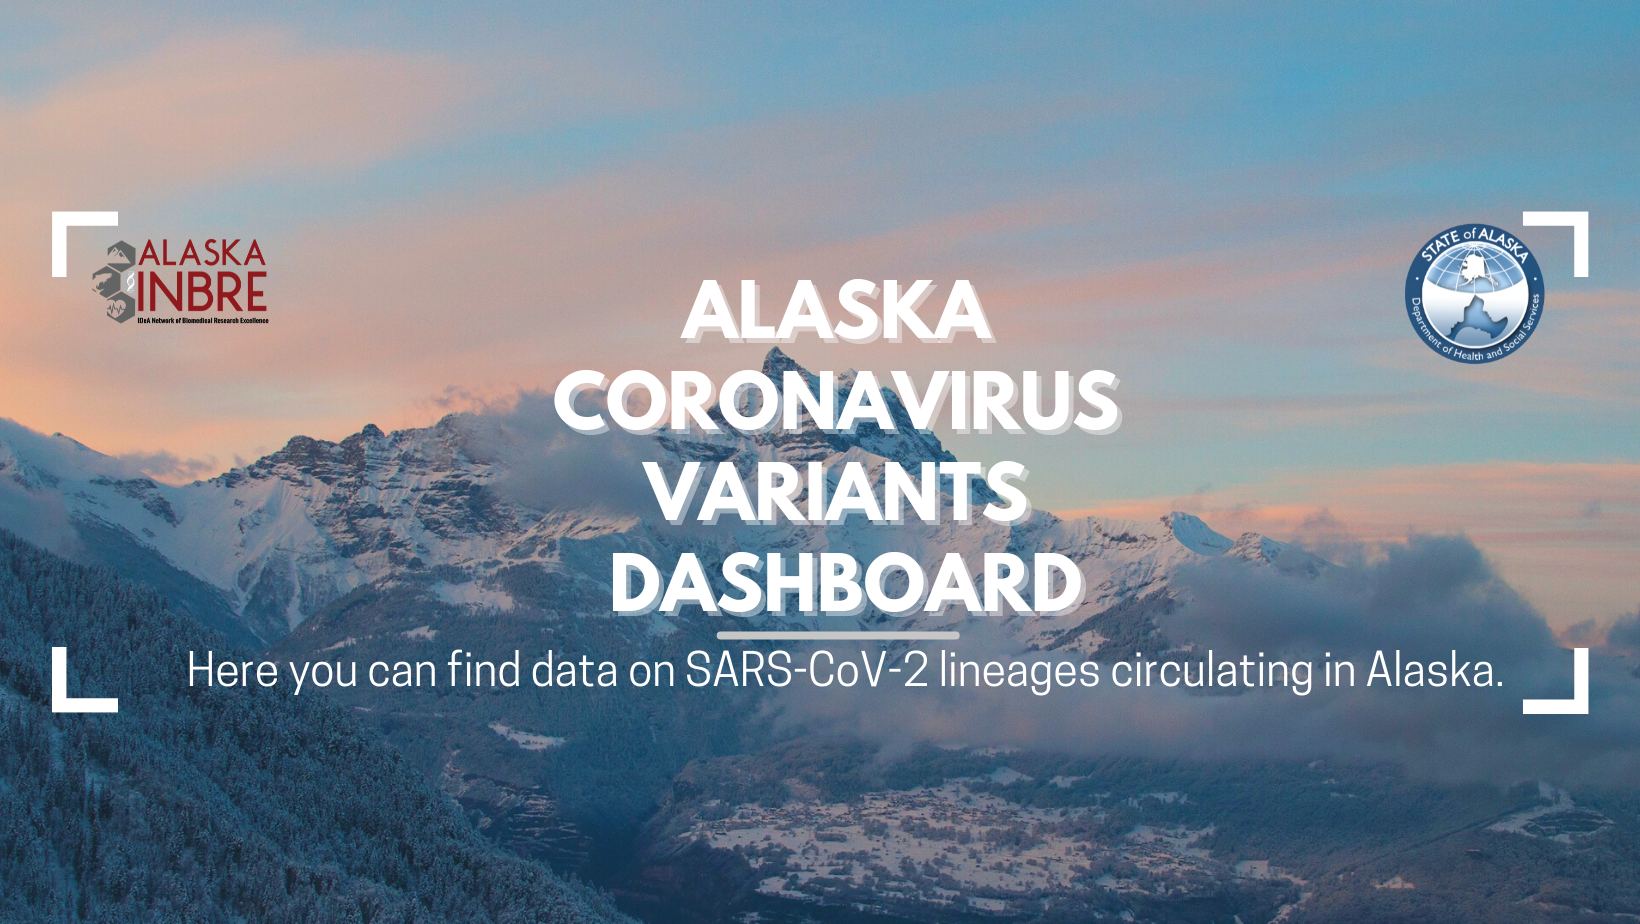 ALASKA
INBRE
IDeA Network of Biomedical Research Excellence
STATE of ALASKA
Department of Health and Social Services
ALASKA
CORONAVIRUS
VARIANTS
DASHBOARD
Here you can find data on SARS-CoV-2 lineages circulating in Alaska.